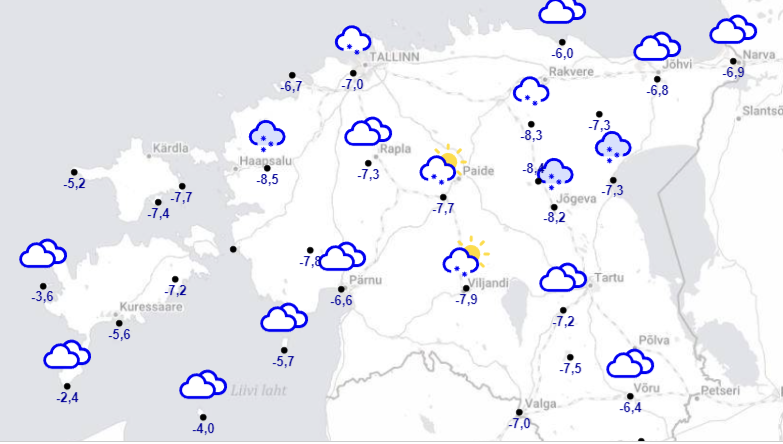 -6,0
TALLINN
Narva
-6,7
-7,0
Rakvere
Jõhvi
-6,9
-6,8
-8,3
-7,3
Slantsõ
Kärdla
Haapsalu
Rapla
-5,2
-8,5
-7,3
Paide
-8,4
-7,3
-7,7
-7,4
-7,7
Jõgeva
-8,2
-7,8
-3,6
-7,2
Pärnu
-6,6
Viljandi
-7,9
Tartu
Kuressaare
-5,6
-7,2
-5,7
Põlva
-7,5
-2,4
Liivi laht
Võru
Petseri
-4,0
Valga
-7,0
-6,4